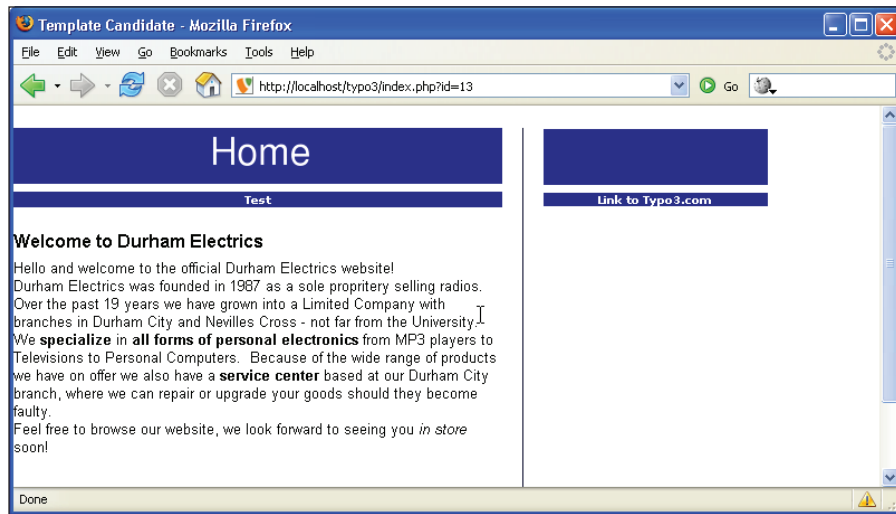 Template Candidate - Mozilla Firefox
File Edit View Go Bookmarks Tools Help
http://localhost/typo3/index.php?id=13 Go
Home
Test Link to Typo3.com
Welcome to Durham Electrics
Hello and welcome to the official Durham Electrics website!
Durham Electrics was founded in 1987 as a sole propritery selling radios.
Over the past 19 years we have grown into a Limited Company with
branches in Durham City and Nevilles Cross - not far from the University.
We specialize in all forms of personal electronics from MP3 players to
Televisions to Personal Computers. Because of the wide range of products
we have on offer we also have a service center based at our Durham City
branch, where we can repair or upgrade your goods should they become
faulty.
Feel free to browse our website, we look forward to seeing you in store
soon!
Done